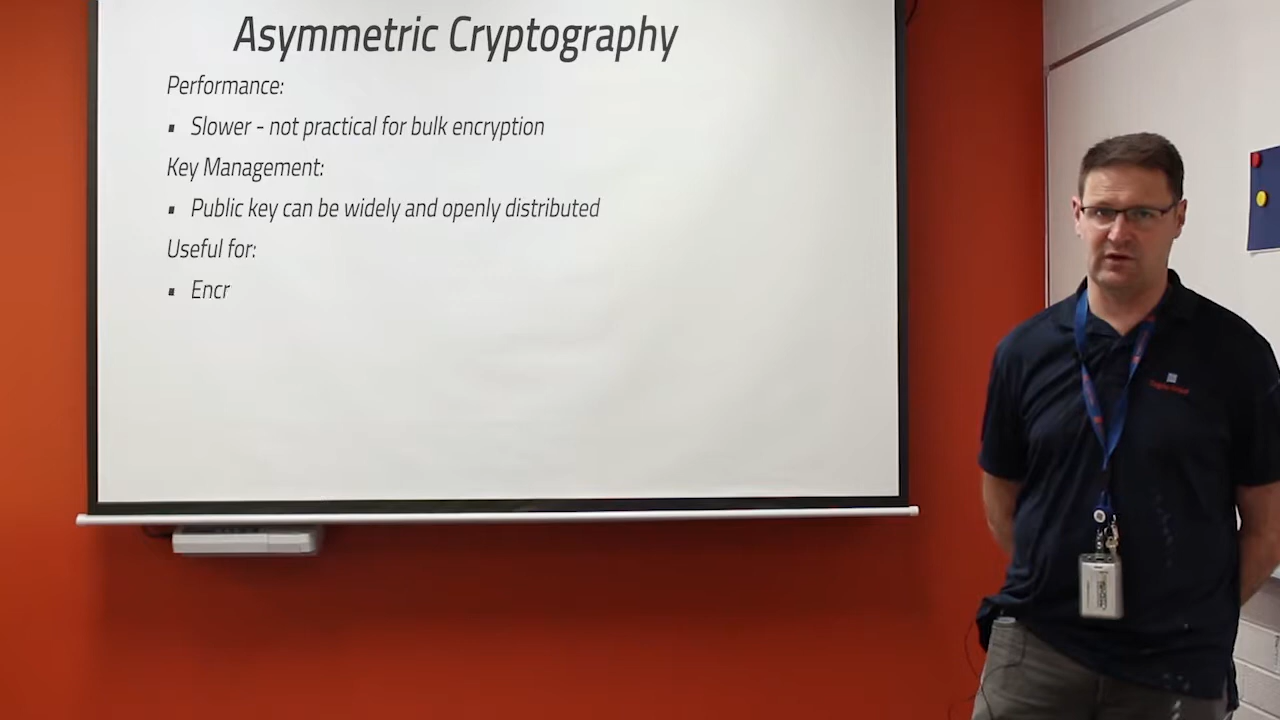 Asymmetric Cryptography
Performance:
▪ Slower - not practical for bulk encryption
Key Management:
▪ Public key can be widely and openly distributed
Useful for:
▪ Encr